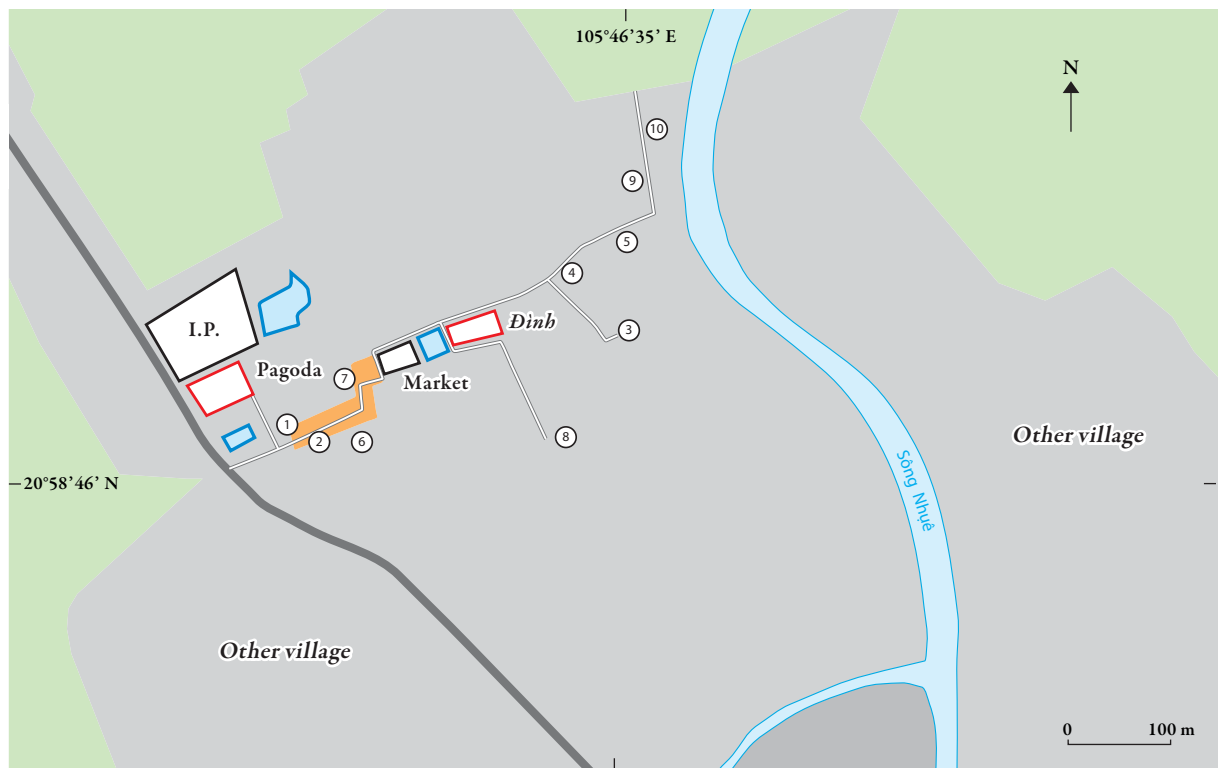 105°46’35’ E
N
10
9
5
4
I.P.
Đình
3
Pagoda
7
Market
1
2
6
8
Other village
Sông Nhuệ
20°58’46’ N
Other village
0
100 m